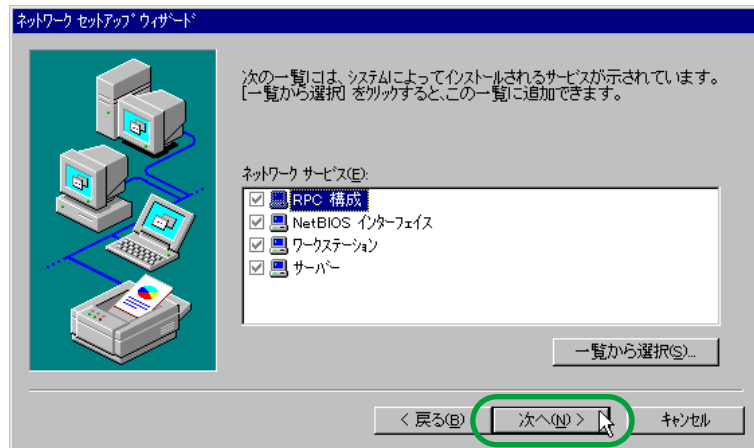 ネットワーク セットアップ ウィザード
次の一覧には、システムによってインストールされるサービスが示されています。
[一覧から選択] をクリックすると、この一覧に追加できます。
ネットワーク サービス(E):
RPC 構成
NetBIOS インターフェイス
ワークステーション
サーバー
一覧から選択(S)...
< 戻る(B)
次へ(N) >
キャンセル